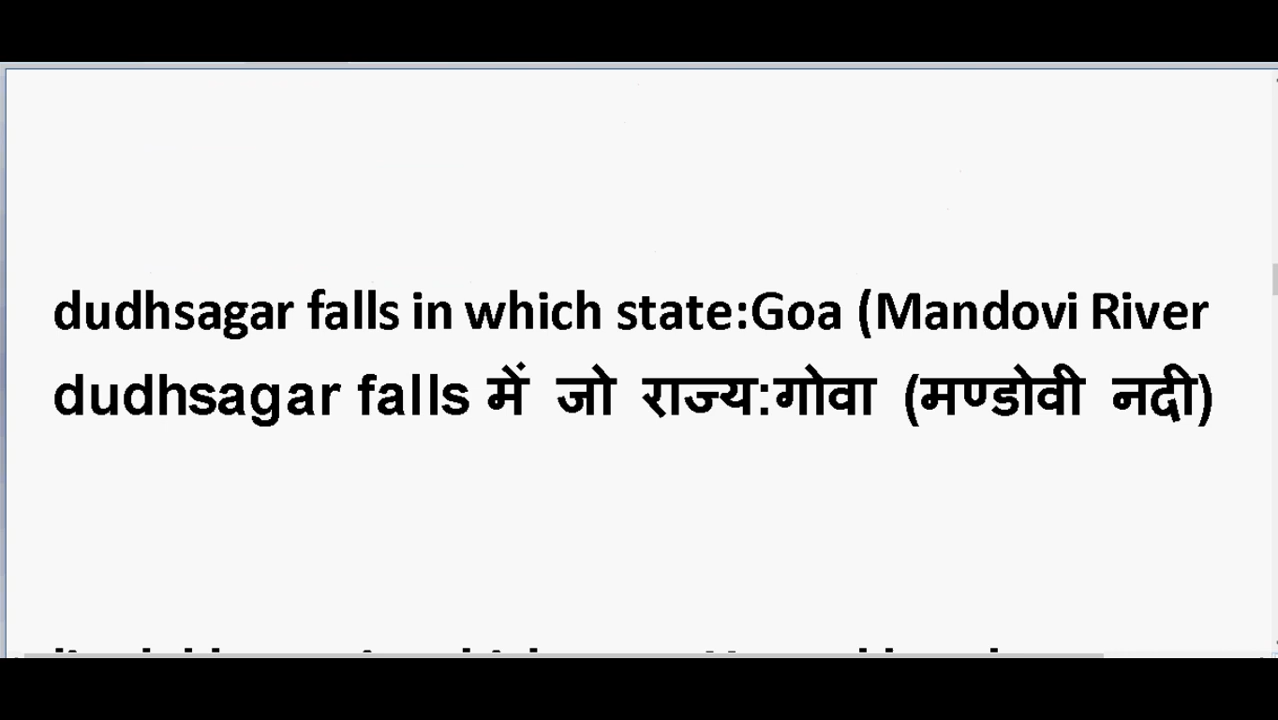 dudhsagar falls in which state:Goa (Mandovi River
dudhsagar falls में जो राज्य:गोवा (मण्डोवी नदी)